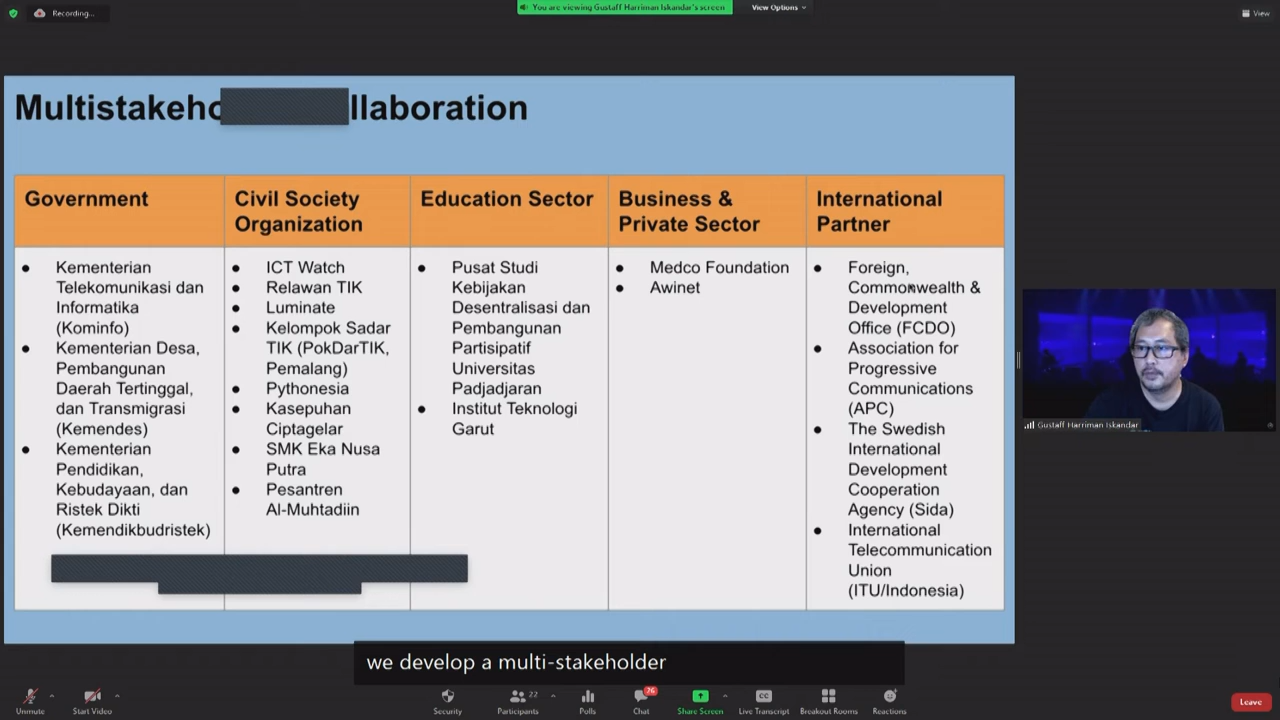 Recording...
You are viewing Gustaff Harriman Iskandar's screen
View Options
View
Multistakeho
llaboration
Government
Civil Society
Organization
Education Sector
Business &
Private Sector
International
Partner
Kementerian
Telekomunikasi dan
Informatika
(Kominfo)
Kementerian Desa,
Pembangunan
Daerah Tertinggal,
dan Transmigrasi
(Kemendes)
Kementerian
Pendidikan,
Kebudayaan, dan
Ristek Dikti
(Kemendikbudristek)
ICT Watch
Relawan TIK
Luminate
Kelompok Sadar
TIK (PokDarTIK,
Pemalang)
Pythonesia
Kasepuhan
Ciptagelar
SMK Eka Nusa
Putra
Pesantren
Al-Muhtadiin
Pusat Studi
Kebijakan
Desentralisasi dan
Pembangunan
Partisipatif
Universitas
Padjadjaran
Institut Teknologi
Garut
Medco Foundation
Awinet
Foreign,
Commonwealth &
Development
Office (FCDO)
Association for
Progressive
Communications
(APC)
The Swedish
International
Development
Cooperation
Agency (Sida)
International
Telecommunication
Union
(ITU/Indonesia)
Gustaff Harriman Iskandar
we develop a multi-stakeholder
Unmute
Start Video
Security
22
Participants
Polls
26
Chat
Share Screen
CC
Live Transcript
Breakout Rooms
Reactions
Leave